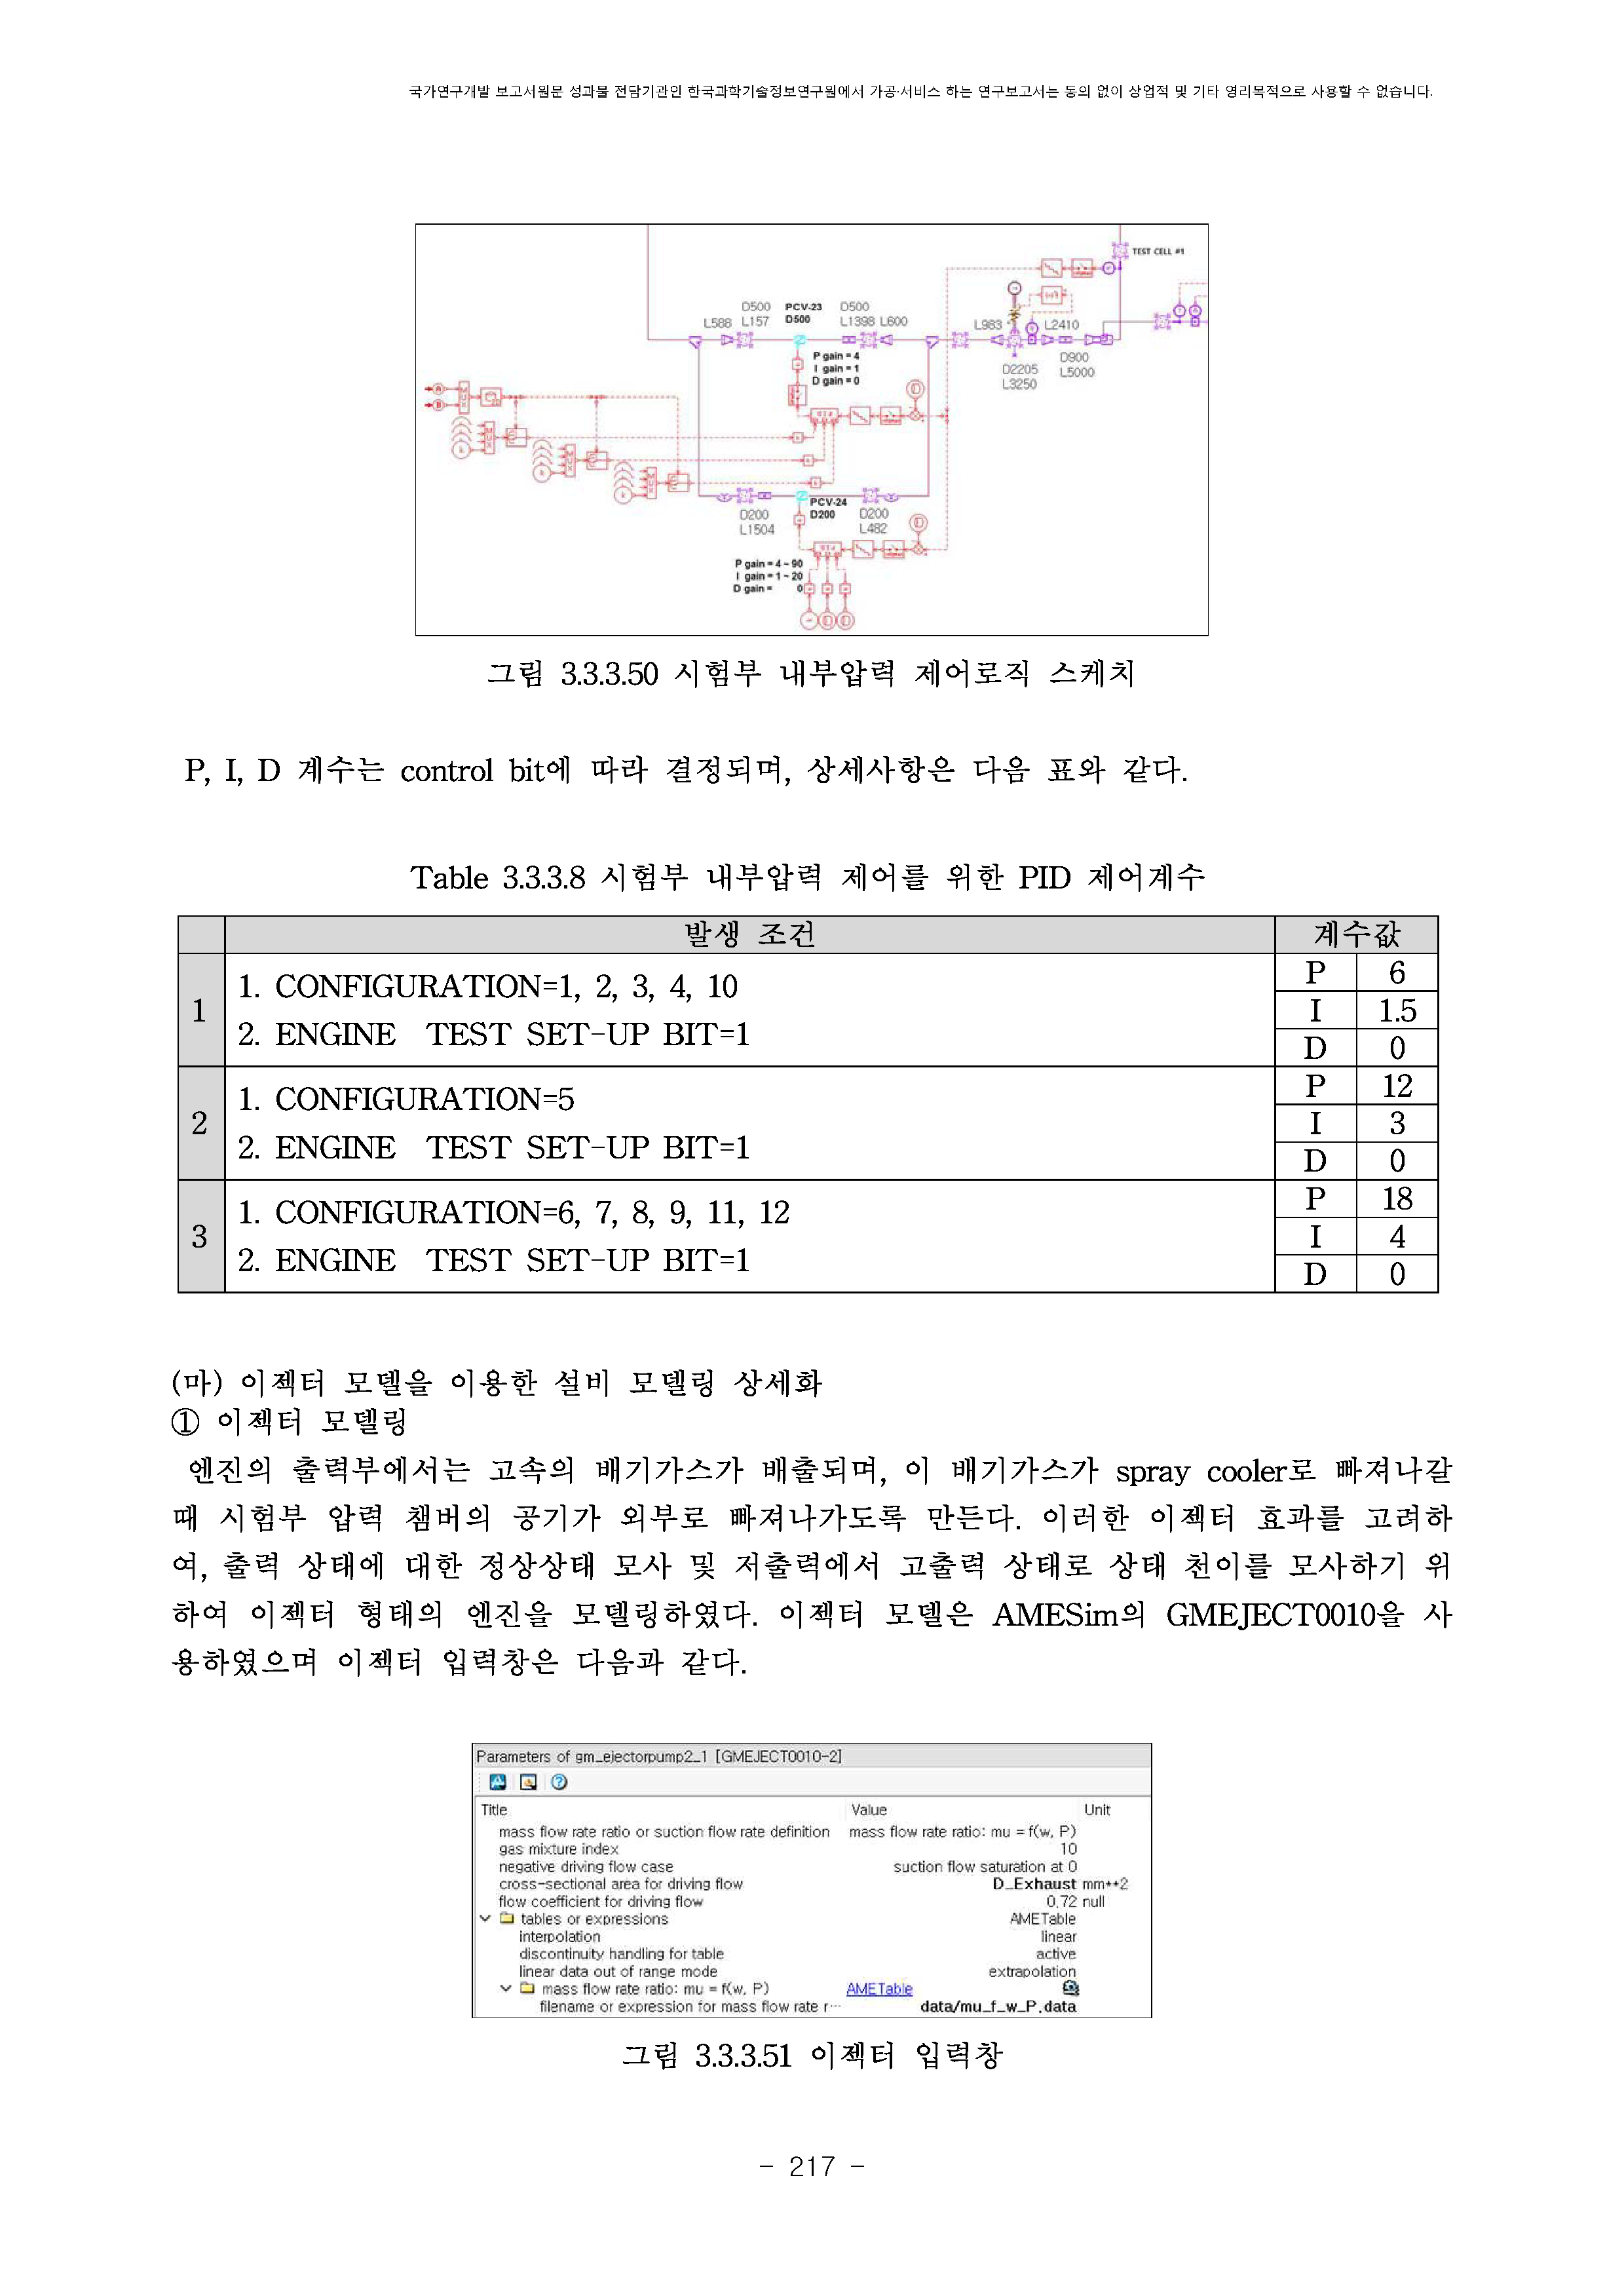 국가연구개발 보고서원문 성과물 전담기관인 한국과학기술정보연구원에서 가공·서비스 하는 연구보고서는 동의 없이 상업적 및 기타 영리목적으로 사용할 수 없습니다.
TEST CELL #1
D500 PCV-23 D500
L588 L157 D500 L1398 L600
L983 L2410
P gain = 4
I gain = 1
D gain = 0
D900
D2205 L5000
L3250
PCV-24
D200 D200 D200
L1504 L482
P gain = 4 ~ 90
I gain = 1 ~ 20
D gain = 0
그림 3.3.3.50 시험부 내부압력 제어로직 스케치
P, I, D 계수는 control bit에 따라 결정되며, 상세사항은 다음 표와 같다.
Table 3.3.3.8 시험부 내부압력 제어를 위한 PID 제어계수
발생 조건 계수값
1 1. CONFIGURATION=1, 2, 3, 4, 10 P 6
I 1.5
2. ENGINE TEST SET-UP BIT=1 D 0
2 1. CONFIGURATION=5 P 12
I 3
2. ENGINE TEST SET-UP BIT=1 D 0
3 1. CONFIGURATION=6, 7, 8, 9, 11, 12 P 18
I 4
2. ENGINE TEST SET-UP BIT=1 D 0
(마) 이젝터 모델을 이용한 설비 모델링 상세화
① 이젝터 모델링
엔진의 출력부에서는 고속의 배기가스가 배출되며, 이 배기가스가 spray cooler로 빠져나갈
때 시험부 압력 챔버의 공기가 외부로 빠져나가도록 만든다. 이러한 이젝터 효과를 고려하
여, 출력 상태에 대한 정상상태 모사 및 저출력에서 고출력 상태로 상태 천이를 모사하기 위
하여 이젝터 형태의 엔진을 모델링하였다. 이젝터 모델은 AMESim의 GMEJECT0010을 사
용하였으며 이젝터 입력창은 다음과 같다.
Parameters of gm_ejectorpump2_1 [GMEJECT0010-2]
Title Value Unit
mass flow rate ratio or suction flow rate definition mass flow rate ratio: mu = f(w, P)
gas mixture index 10
negative driving flow case suction flow saturation at 0
cross-sectional area for driving flow D_Exhaust mm**2
flow coefficient for driving flow 0.72 null
tables or expressions AMETable
interpolation linear
discontinuity handling for table active
linear data out of range mode extrapolation
mass flow rate ratio: mu = f(w, P) AMETable
filename or expression for mass flow rate r··· data/mu_f_w_P.data
그림 3.3.3.51 이젝터 입력창
- 217 -